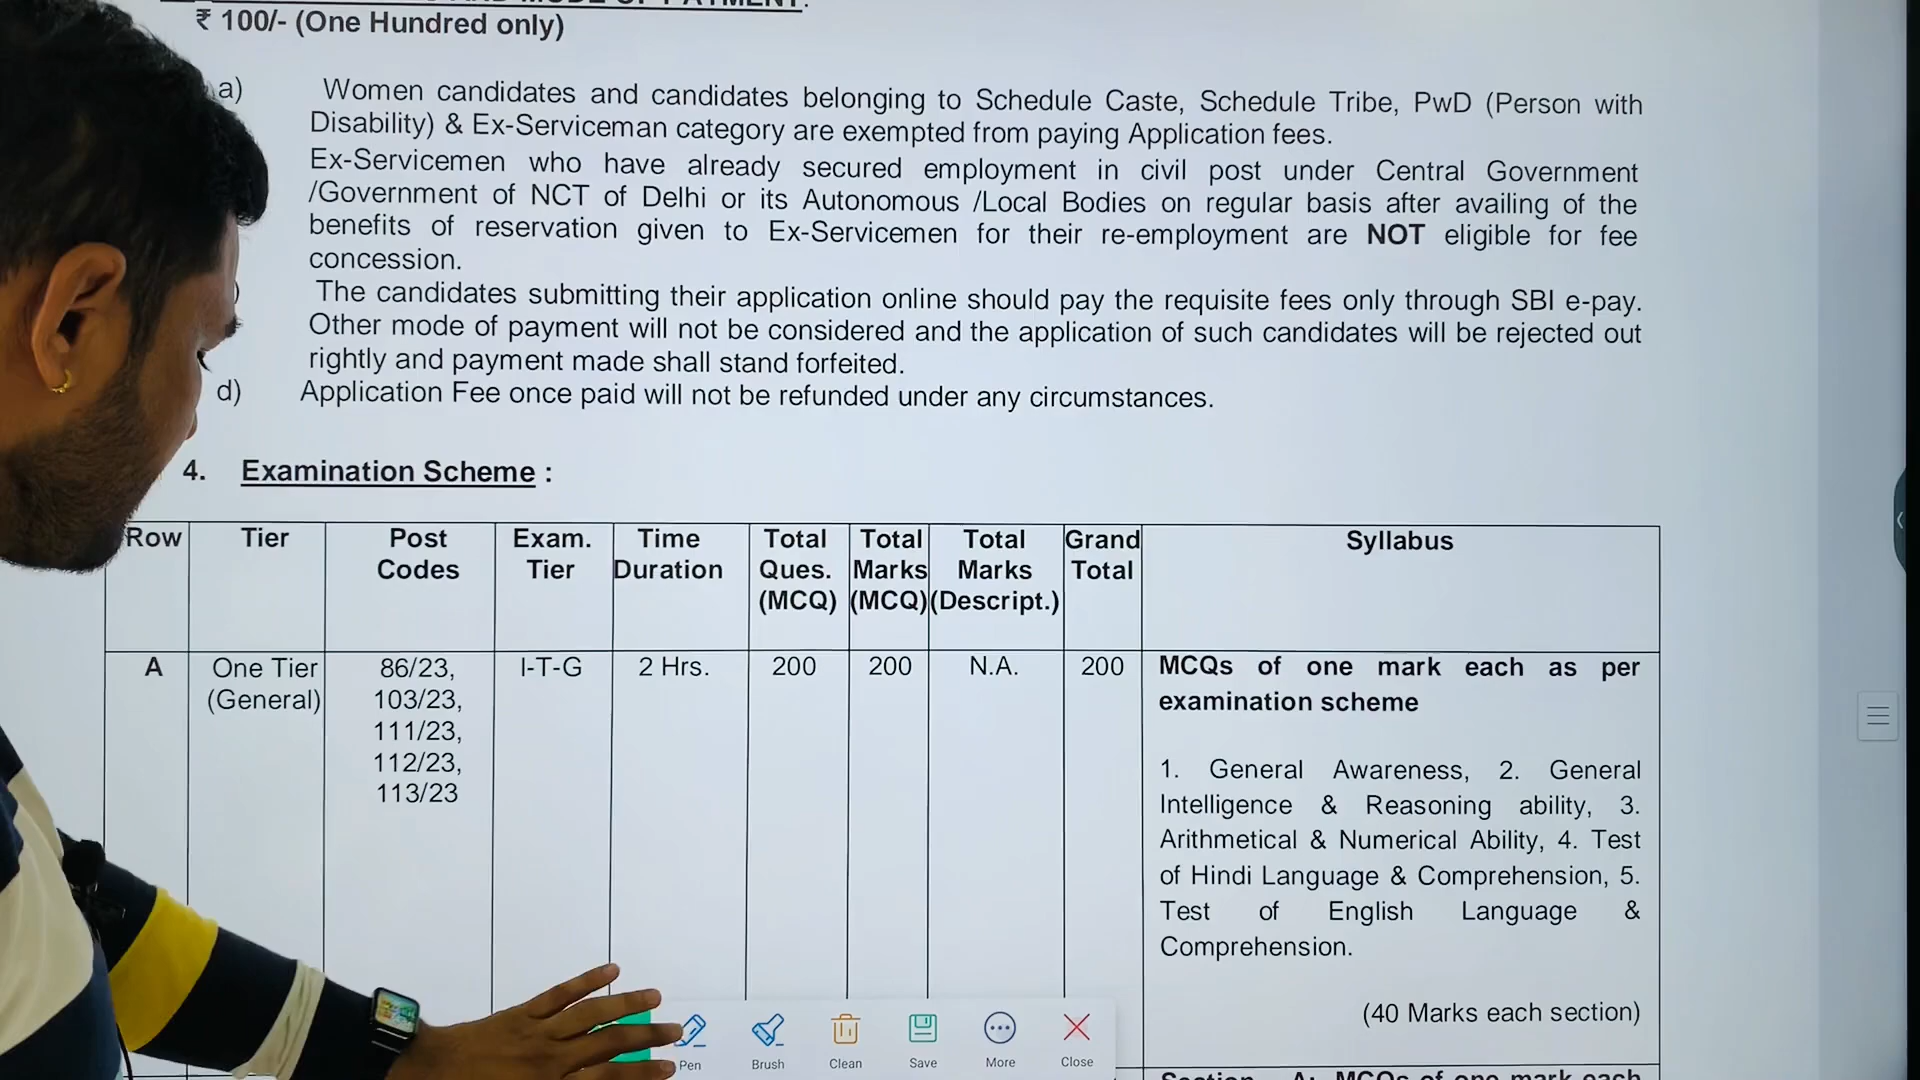 ₹ 100/- (One Hundred only)
a) Women candidates and candidates belonging to Schedule Caste, Schedule Tribe, PwD (Person with
Disability) & Ex-Serviceman category are exempted from paying Application fees.
Ex-Servicemen who have already secured employment in civil post under Central Government
/Government of NCT of Delhi or its Autonomous /Local Bodies on regular basis after availing of the
benefits of reservation given to Ex-Servicemen for their re-employment are NOT eligible for fee
concession.
The candidates submitting their application online should pay the requisite fees only through SBI e-pay.
Other mode of payment will not be considered and the application of such candidates will be rejected out
rightly and payment made shall stand forfeited.
d) Application Fee once paid will not be refunded under any circumstances.
4. Examination Scheme :
Row
Tier
Post
Codes
Exam.
Tier
Time
Duration
Total
Ques.
(MCQ)
Total
Marks
(MCQ)
Total
Marks
(Descript.)
Grand
Total
Syllabus
A
One Tier
(General)
86/23,
103/23,
111/23,
112/23,
113/23
I-T-G
2 Hrs.
200
200
N.A.
200
MCQs of one mark each as per
examination scheme
1. General Awareness, 2. General
Intelligence & Reasoning ability, 3.
Arithmetical & Numerical Ability, 4. Test
of Hindi Language & Comprehension, 5.
Test of English Language &
Comprehension.
(40 Marks each section)
Pen
Brush
Clean
Save
More
Close